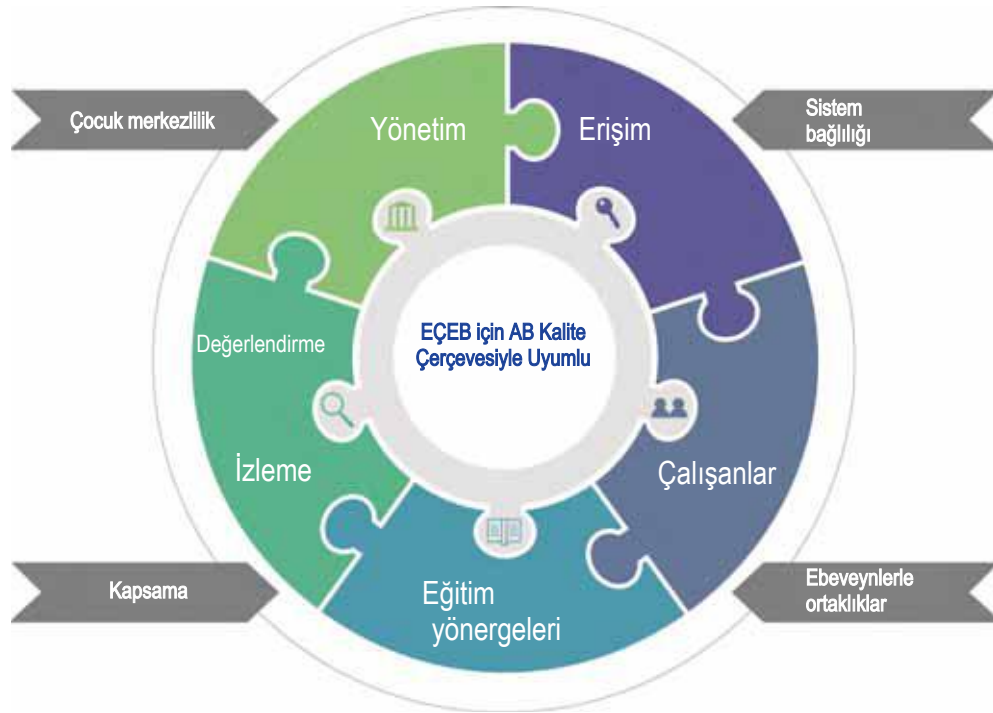 Çocuk merkezlilik
Yönetim
Erişim
Sistem
bağlılığı
Değerlendirme
EÇEB için AB Kalite
Çerçevesiyle Uyumlu
İzleme
Çalışanlar
Kapsama
Eğitim
yönergeleri
Ebeveynlerle
ortaklıklar